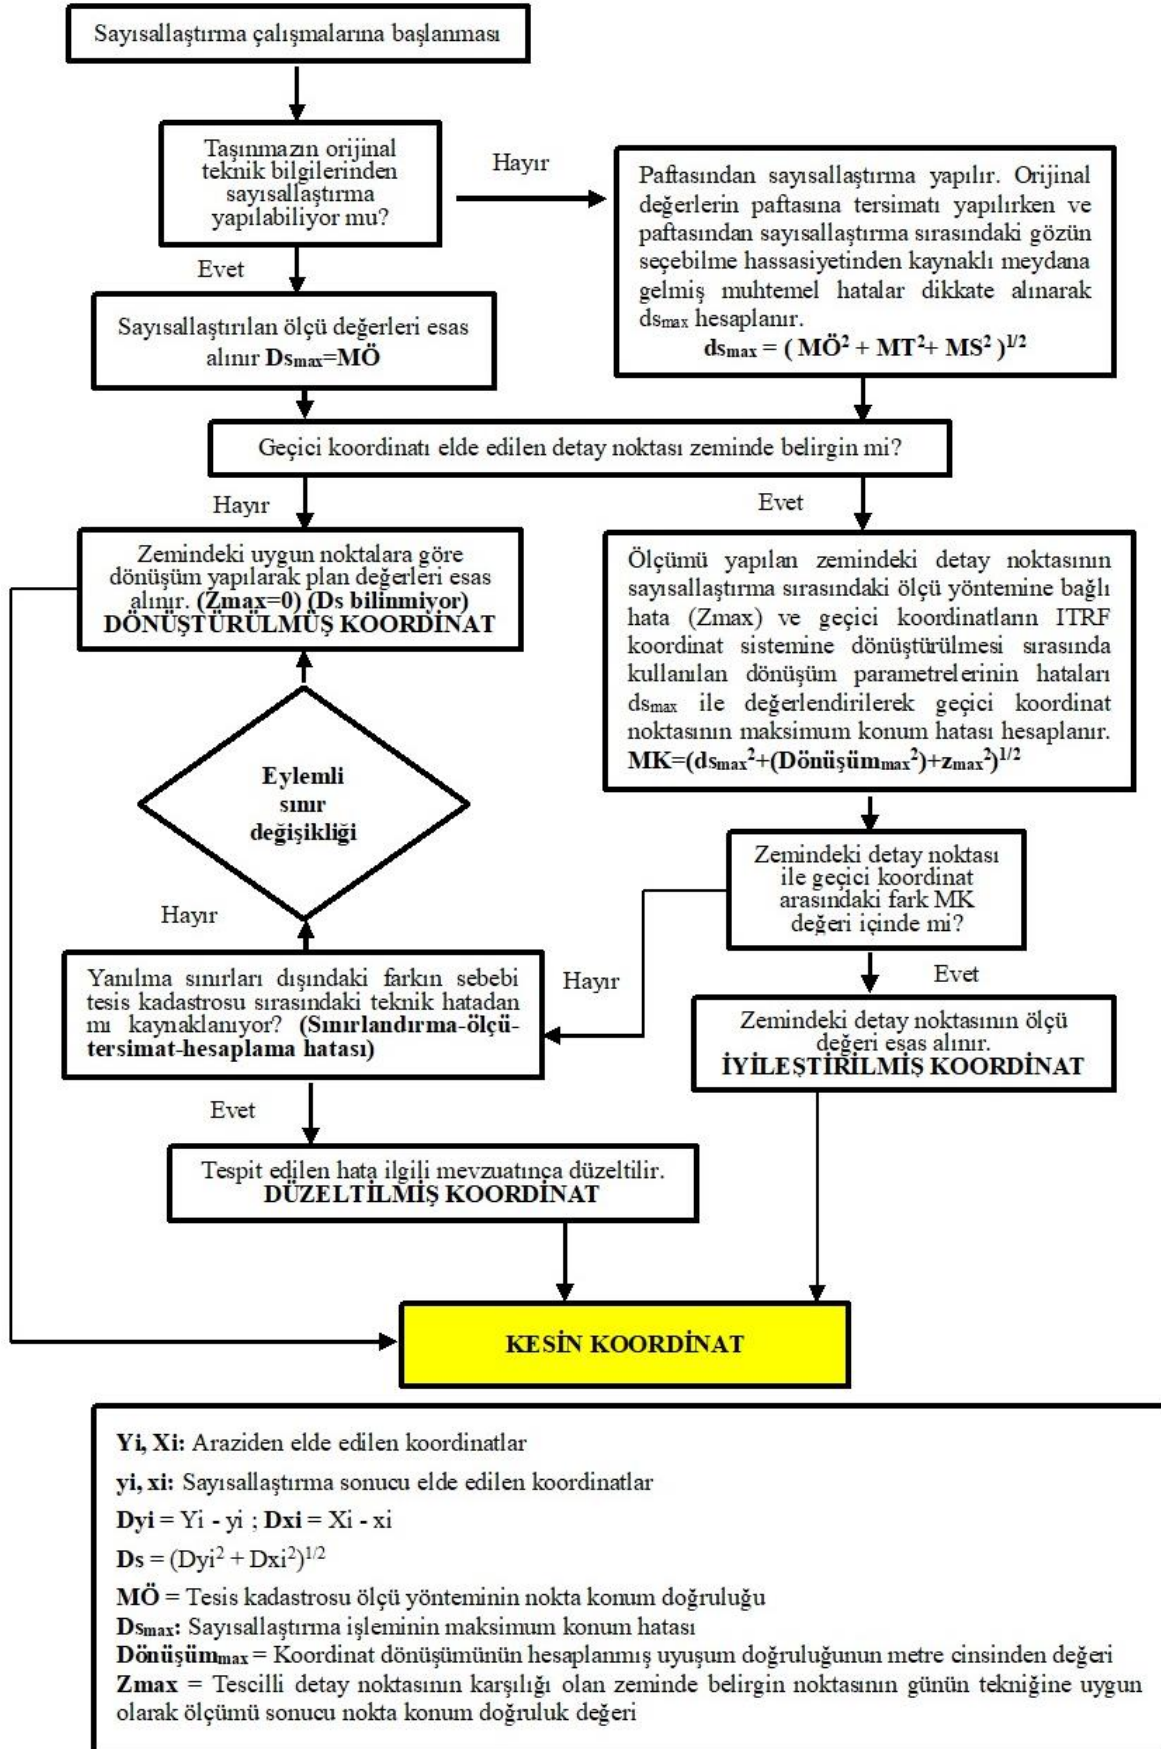 Sayısallaştırma çalışmalarına başlanması
Taşınmazın orijinal
teknik bilgilerinden
sayısallaştırma
yapılabiliyor mu?
Hayır
Paftasından sayısallaştırma yapılır. Orijinal
değerlerin paftasına tersimatı yapılırken ve
paftasından sayısallaştırma sırasındaki gözün
seçebilme hassasiyetinden kaynaklı meydana
gelmiş muhtemel hatalar dikkate alınarak
dsmax hesaplanır.
dsmax = ( MÖ² + MT²+ MS² )^1/2
Evet
Sayısallaştırılan ölçü değerleri esas
alınır Dsmax=MÖ
Geçici koordinatı elde edilen detay noktası zeminde belirgin mi?
Hayır
Evet
Zemindeki uygun noktalara göre
dönüşüm yapılarak plan değerleri esas
alınır. (Zmax=0) (Ds bilinmiyor)
DÖNÜŞTÜRÜLMÜŞ KOORDİNAT
Ölçümü yapılan zemindeki detay noktasının
sayısallaştırma sırasındaki ölçü yöntemine bağlı
hata (Zmax) ve geçici koordinatların ITRF
koordinat sistemine dönüştürülmesi sırasında
kullanılan dönüşüm parametrelerinin hataları
dsmax ile değerlendirilerek geçici koordinat
noktasının maksimum konum hatası hesaplanır.
MK=(dsmax²+(Dönüşümmax²)+zmax²)^1/2
Eylemli
sınır
değişikliği
Zemindeki detay noktası
ile geçici koordinat
arasındaki fark MK
değeri içinde mi?
Hayır
Yanılma sınırları dışındaki farkın sebebi
tesis kadastrosu sırasındaki teknik hatadan
mı kaynaklanıyor? (Sınırlandırma-ölçü-
tersimat-hesaplama hatası)
Hayır
Evet
Zemindeki detay noktasının ölçü
değeri esas alınır.
İYİLEŞTİRİLMİŞ KOORDİNAT
Evet
Tespit edilen hata ilgili mevzuatınca düzeltilir.
DÜZELTİLMİŞ KOORDİNAT
KESİN KOORDİNAT
Yi, Xi: Araziden elde edilen koordinatlar
yi, xi: Sayısallaştırma sonucu elde edilen koordinatlar
Dyi = Yi - yi ; Dxi = Xi - xi
Ds = (Dyi² + Dxi²)^1/2
MÖ = Tesis kadastrosu ölçü yönteminin nokta konum doğruluğu
Dsmax: Sayısallaştırma işleminin maksimum konum hatası
Dönüşümmax = Koordinat dönüşümünün hesaplanmış uyuşum doğruluğunun metre cinsinden değeri
Zmax = Tescilli detay noktasının karşılığı olan zeminde belirgin noktasının günün tekniğine uygun
olarak ölçümü sonucu nokta konum doğruluk değeri